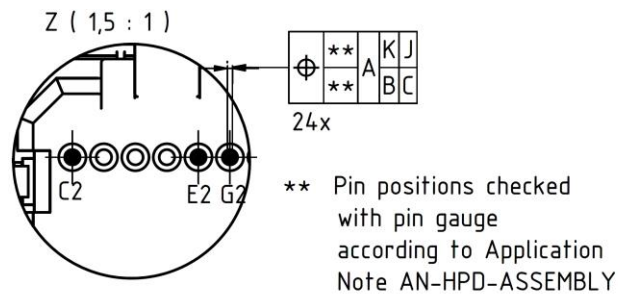 Z ( 1,5 : 1 )
** A K J
** B C
24x
C2 E2 G2
** Pin positions checked
with pin gauge
according to Application
Note AN-HPD-ASSEMBLY